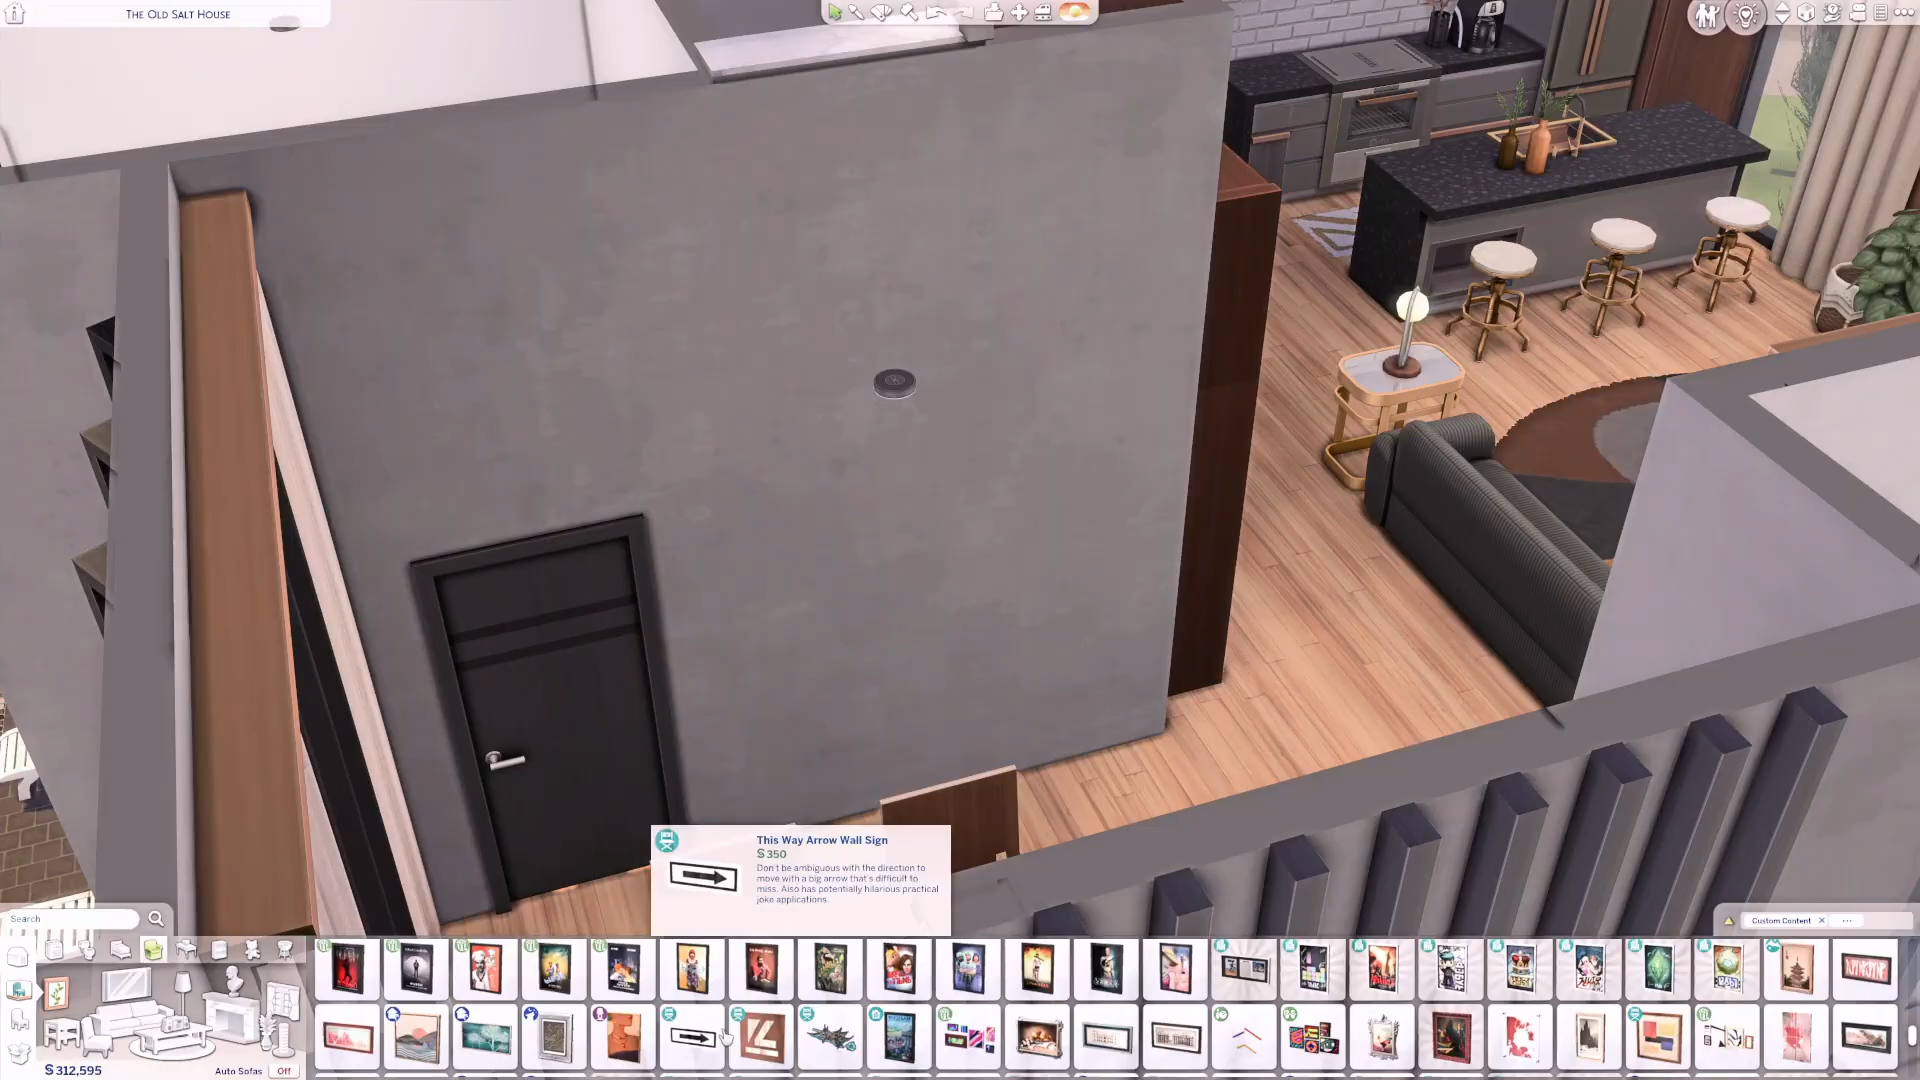 THE OLD SALT HOUSE
This Way Arrow Wall Sign
§350
Don't be ambiguous with the direction to
move with a big arrow that's difficult to
miss. Also has potentially hilarious practical
joke applications.
Search
Custom Content
§312,595
Auto Sofas
Off